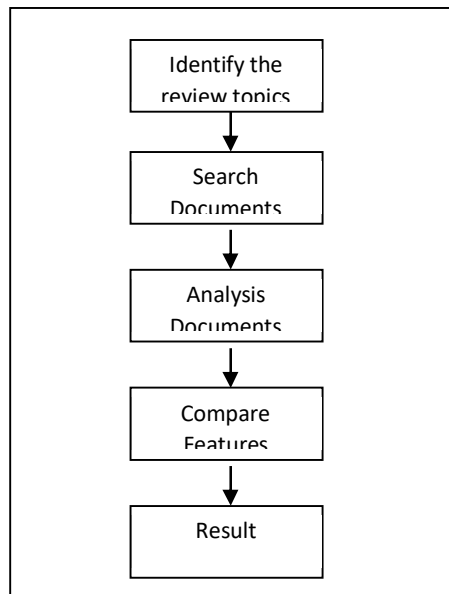 Identify the
review topics
Search
Documents
Analysis
Documents
Compare
Features
Result